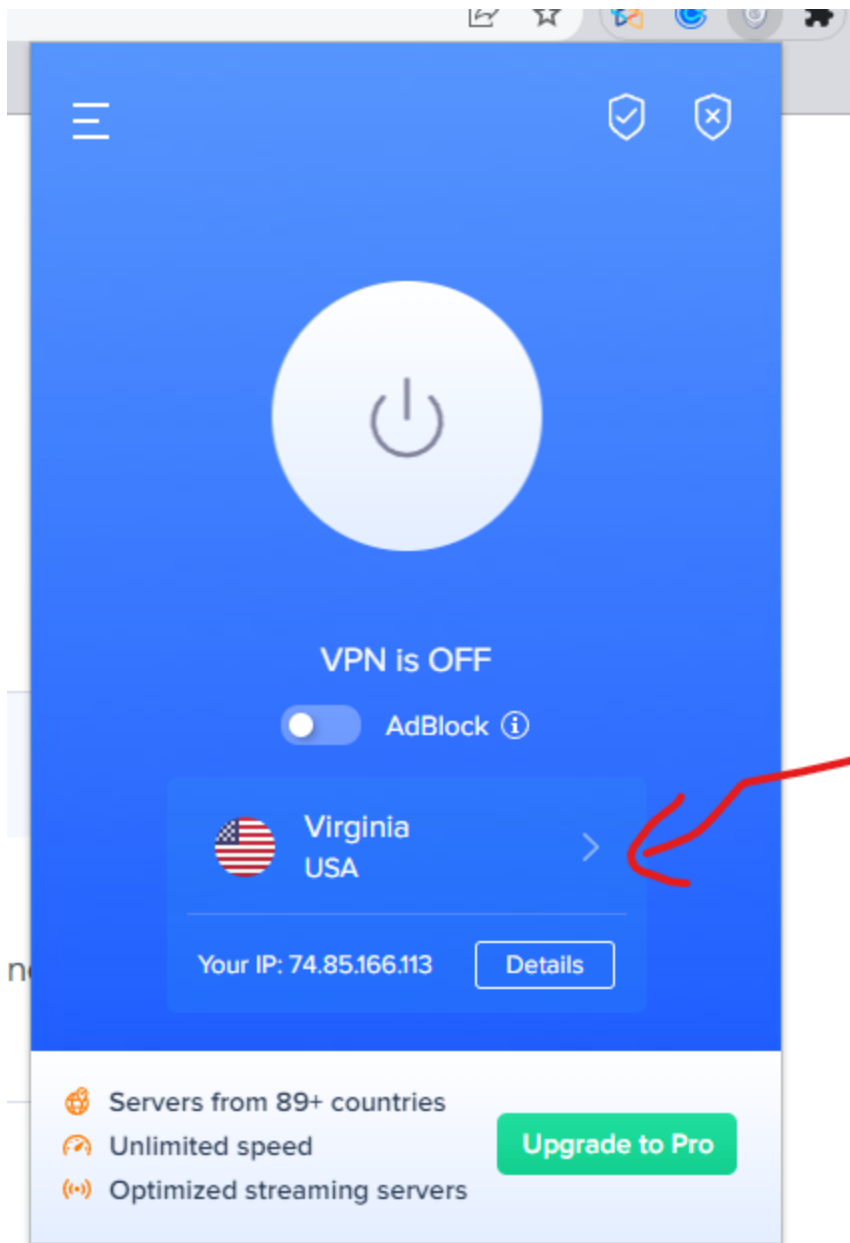 VPN is OFF
AdBlock
Virginia
USA
Your IP: 74.85.166.113 Details
Servers from 89+ countries
Unlimited speed
Optimized streaming servers
Upgrade to Pro